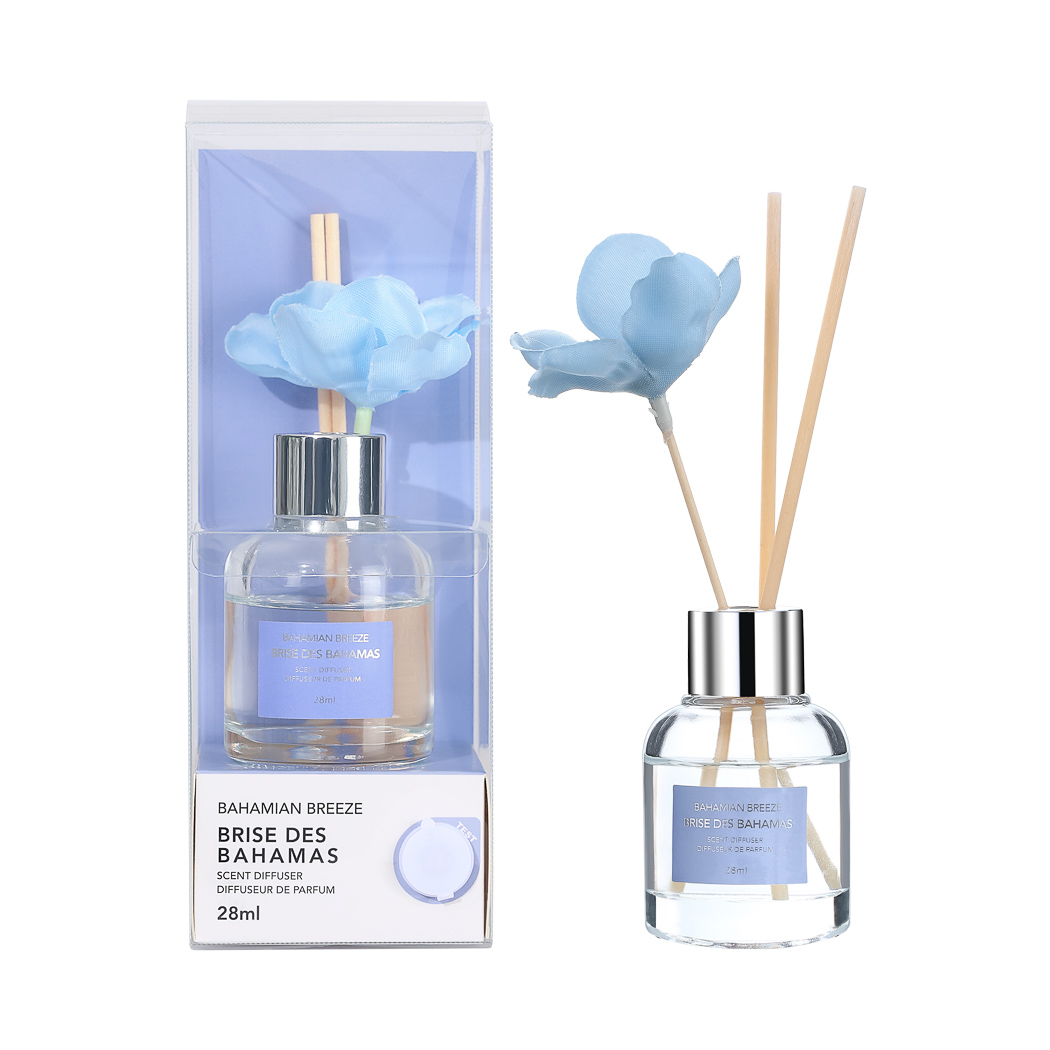 BAHAMIAN BREEZE
BRISE DES BAHAMAS
SCENT DIFFUSER
DIFFUSEUR DE PARFUM
28ml
BAHAMIAN BREEZE
BRISE DES
BAHAMAS
SCENT DIFFUSER
DIFFUSEUR DE PARFUM
28ml
TEST
BAHAMIAN BREEZE
BRISE DES BAHAMAS
SCENT DIFFUSER
DIFFUSEUR DE PARFUM
28ml